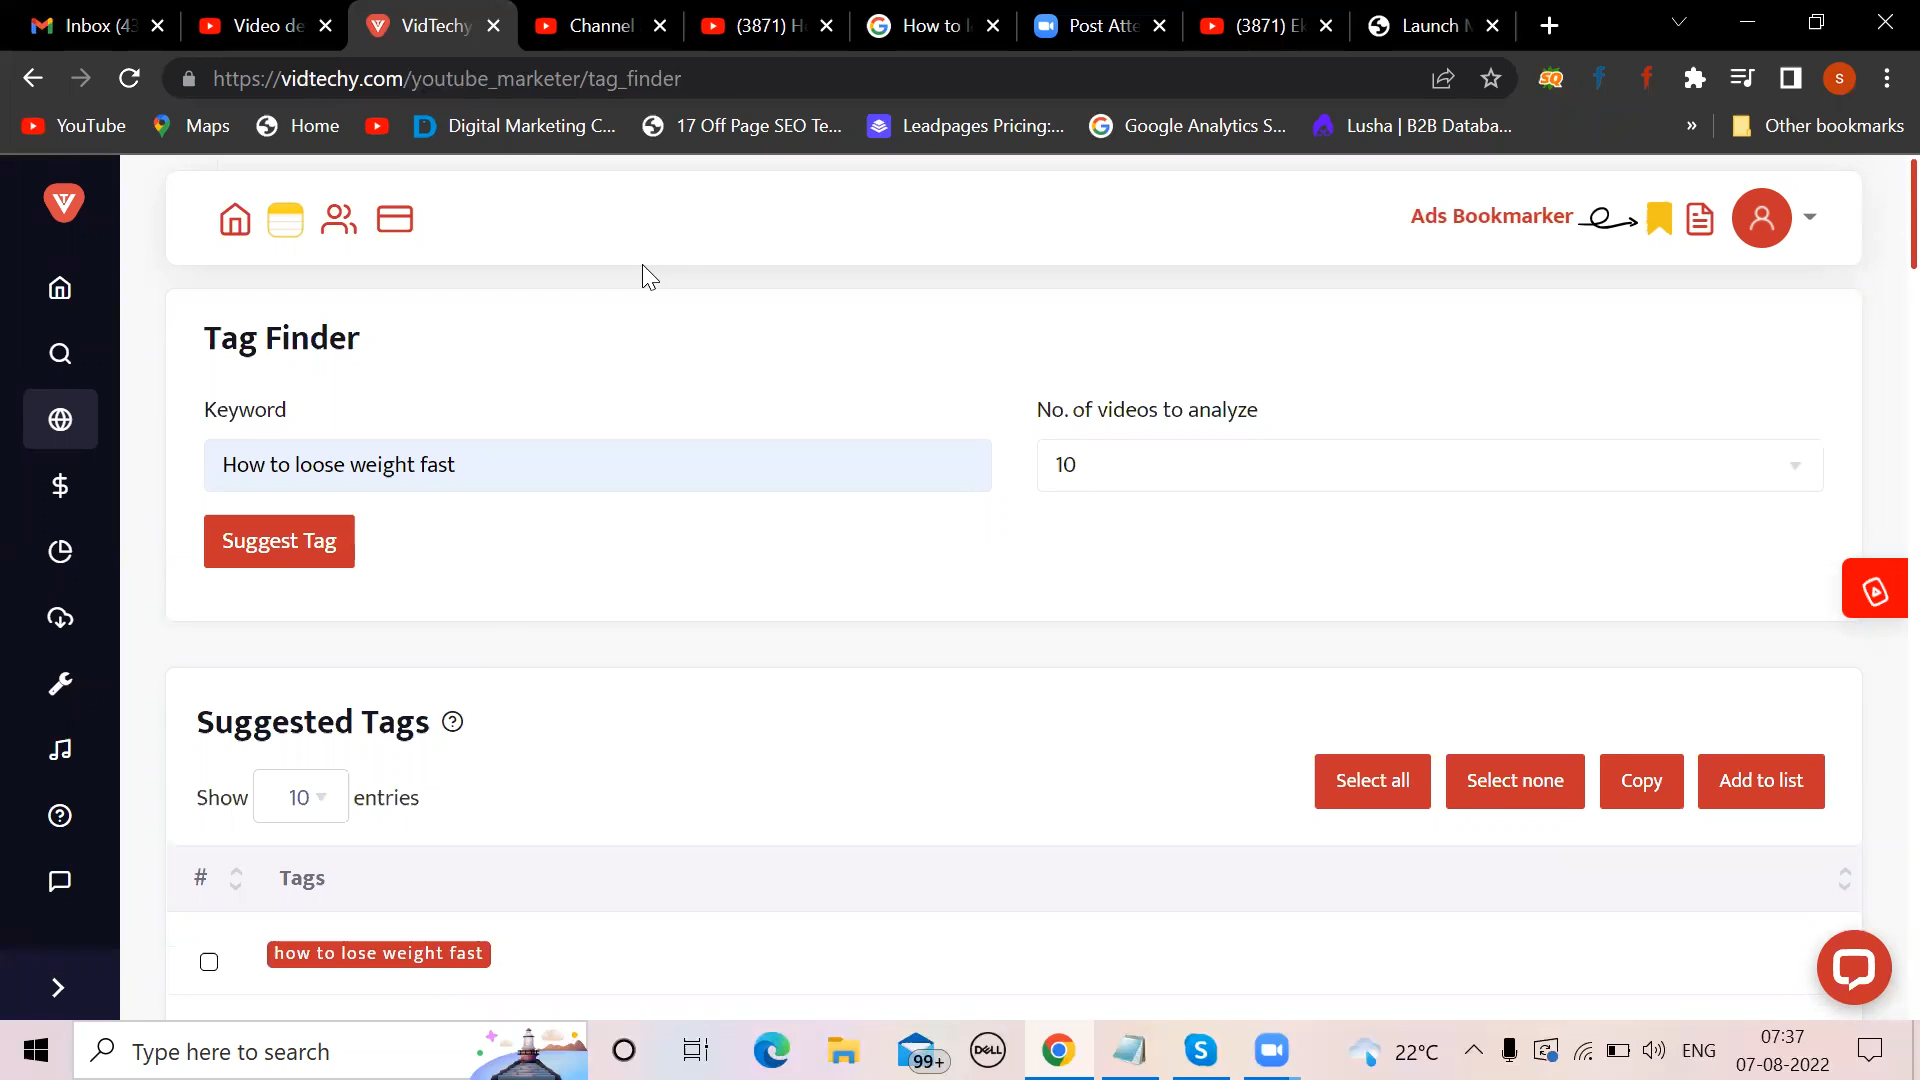 Inbox (43
Video de
VidTechy
Channel
(3871) H
How to l
Post Atte
(3871) Ek
Launch M
https://vidtechy.com/youtube_marketer/tag_finder
s
YouTube
Maps
Home
Digital Marketing C...
17 Off Page SEO Te...
Leadpages Pricing:...
Google Analytics S...
Lusha | B2B Databa...
»
Other bookmarks
Ads Bookmarker
Tag Finder
Keyword
No. of videos to analyze
How to loose weight fast
10
Suggest Tag
Suggested Tags
Show 10 entries
Select all
Select none
Copy
Add to list
# Tags
how to lose weight fast
Type here to search
99+
DELL
22°C
ENG
07:37
07-08-2022